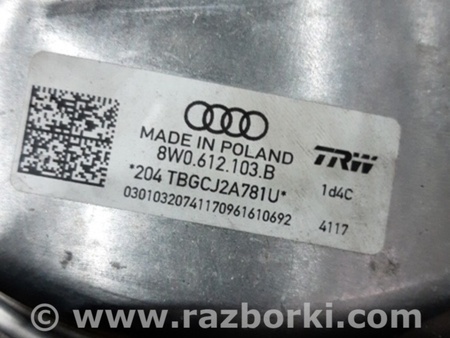 MADE IN POLAND
8W0.612.103.B
TRW
*204 TBGCJ2A781U*
1d4C
03010320741170961610692
4117
© www.razborki.com